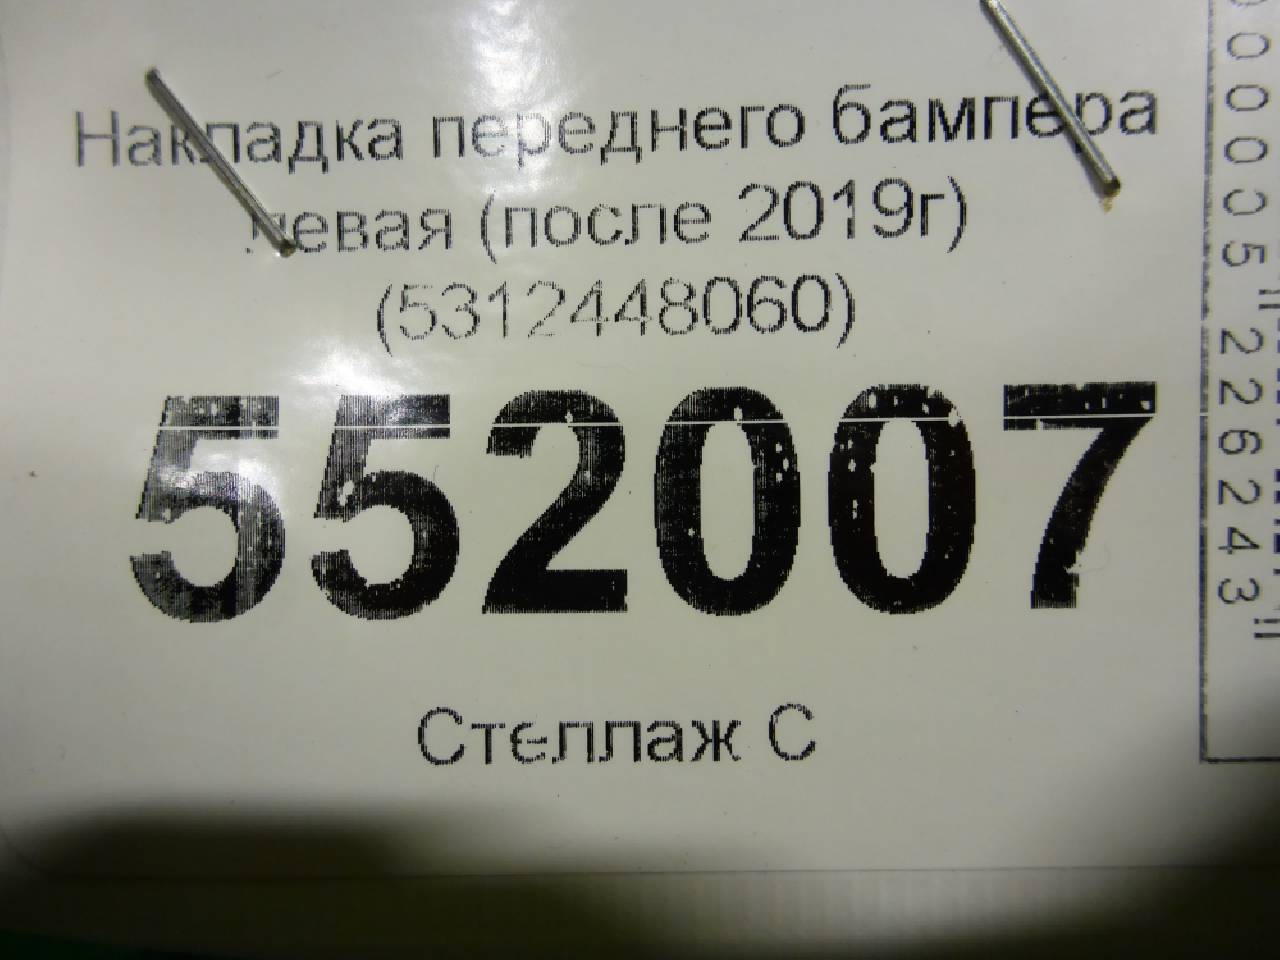 Накладка переднего бампера
левая (после 2019г)
(5312448060)
552007
Стеллаж С